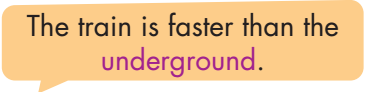 The train is faster than the
underground.